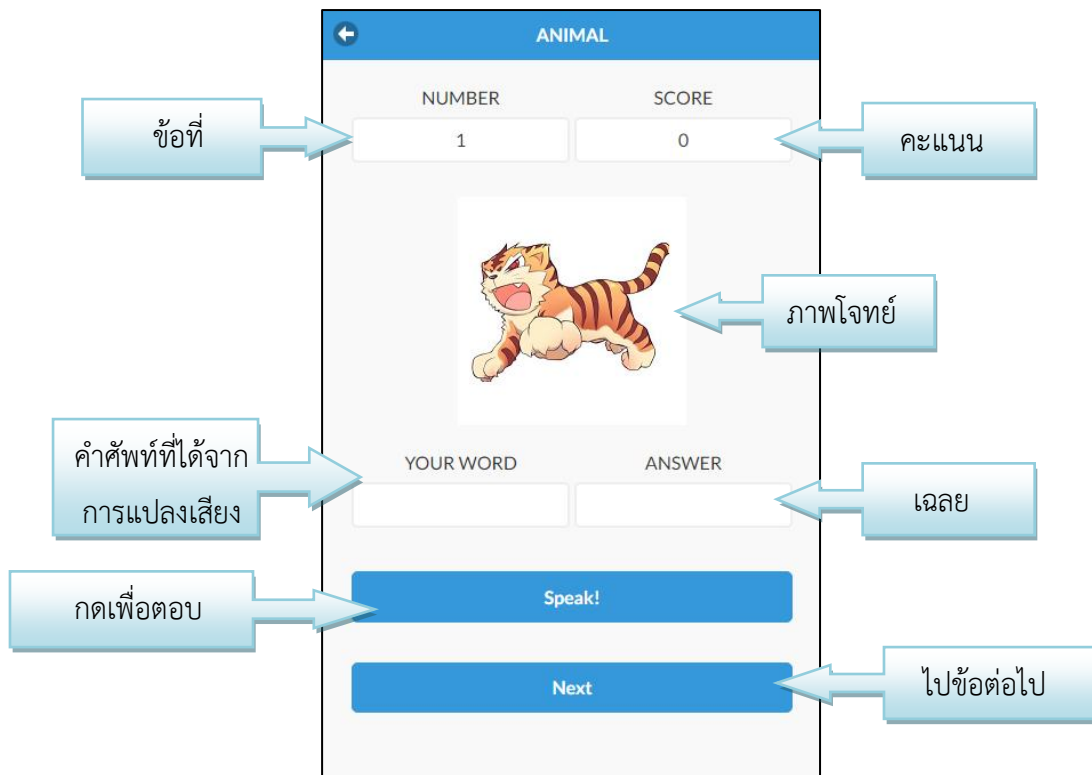 ANIMAL
NUMBER
SCORE
ข้อที่
1
0
คะแนน
ภาพโจทย์
คำศัพท์ที่ได้จาก
การแปลงเสียง
YOUR WORD
ANSWER
เฉลย
กดเพื่อตอบ
Speak!
Next
ไปข้อต่อไป